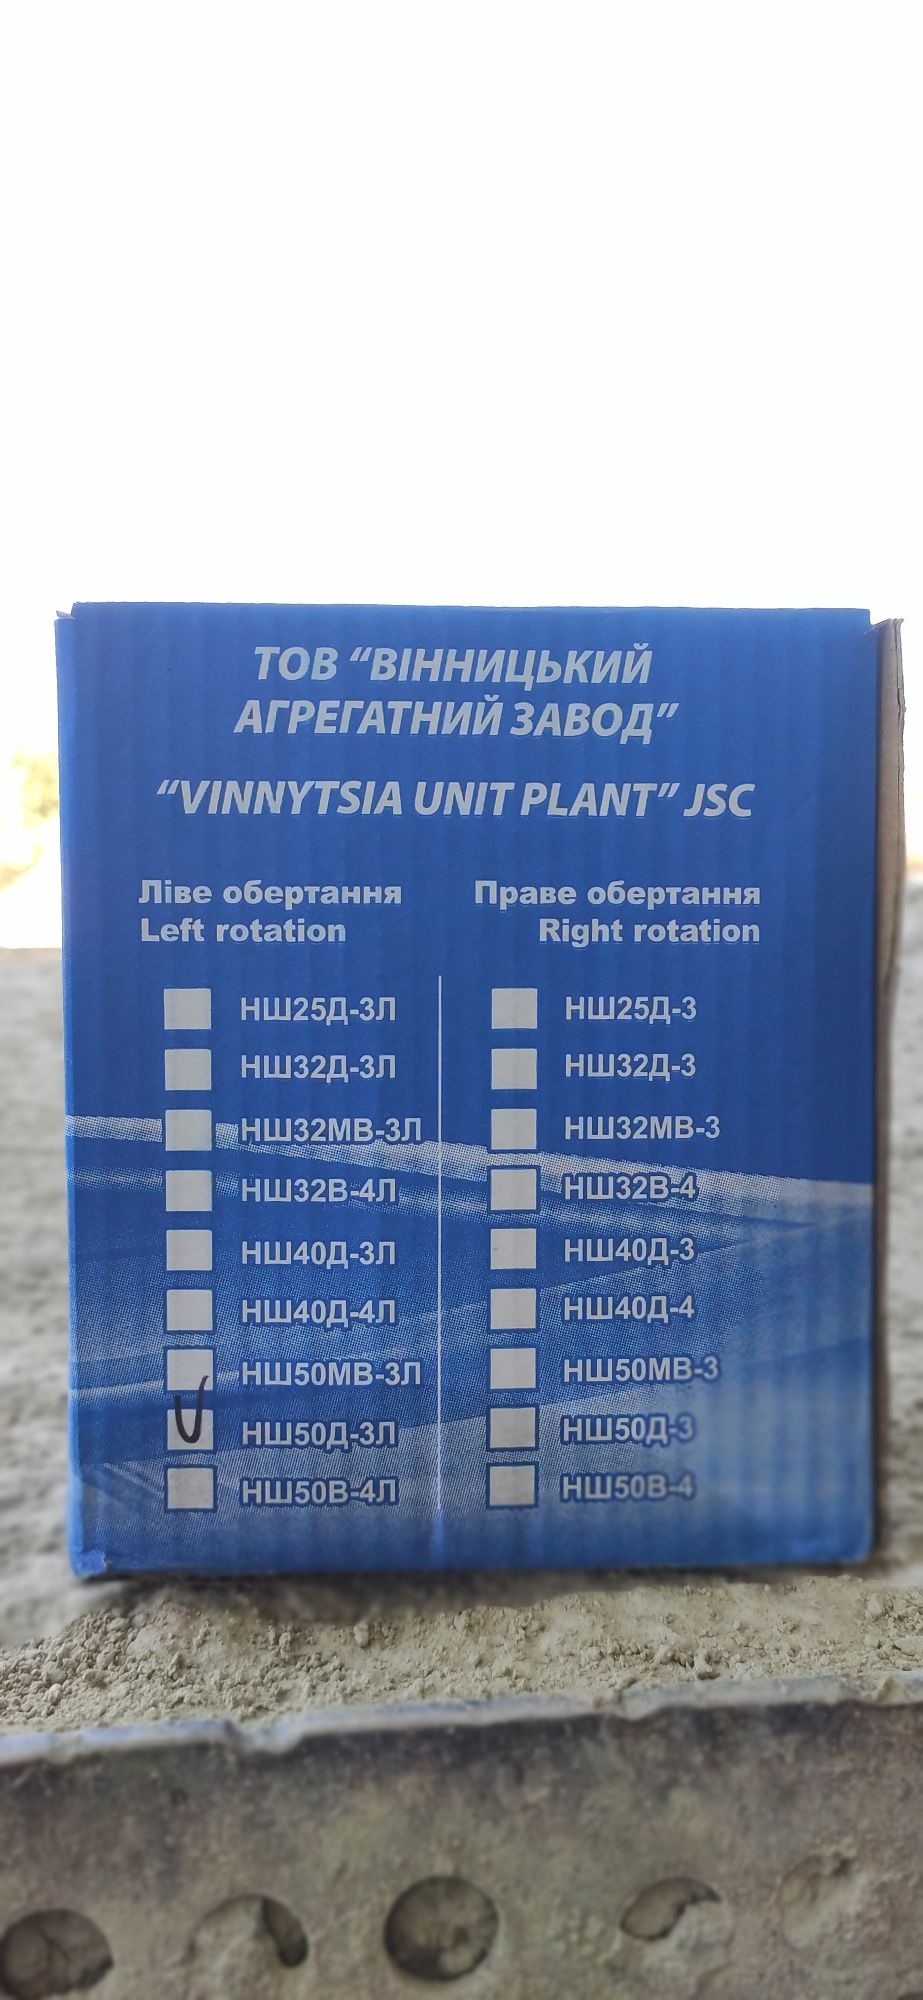 ТОВ “ВІННИЦЬКИЙ
АГРЕГАТНИЙ ЗАВОД”
“VINNYTSIA UNIT PLANT” JSC
Ліве обертання
Left rotation
НШ25Д-3Л
НШ32Д-3Л
НШ32МВ-3Л
НШ32В-4Л
НШ40Д-3Л
НШ40Д-4Л
НШ50МВ-3Л
НШ50Д-3Л
НШ50В-4Л
Праве обертання
Right rotation
НШ25Д-3
НШ32Д-3
НШ32МВ-3
НШ32В-4
НШ40Д-3
НШ40Д-4
НШ50МВ-3
НШ50Д-3
НШ50В-4